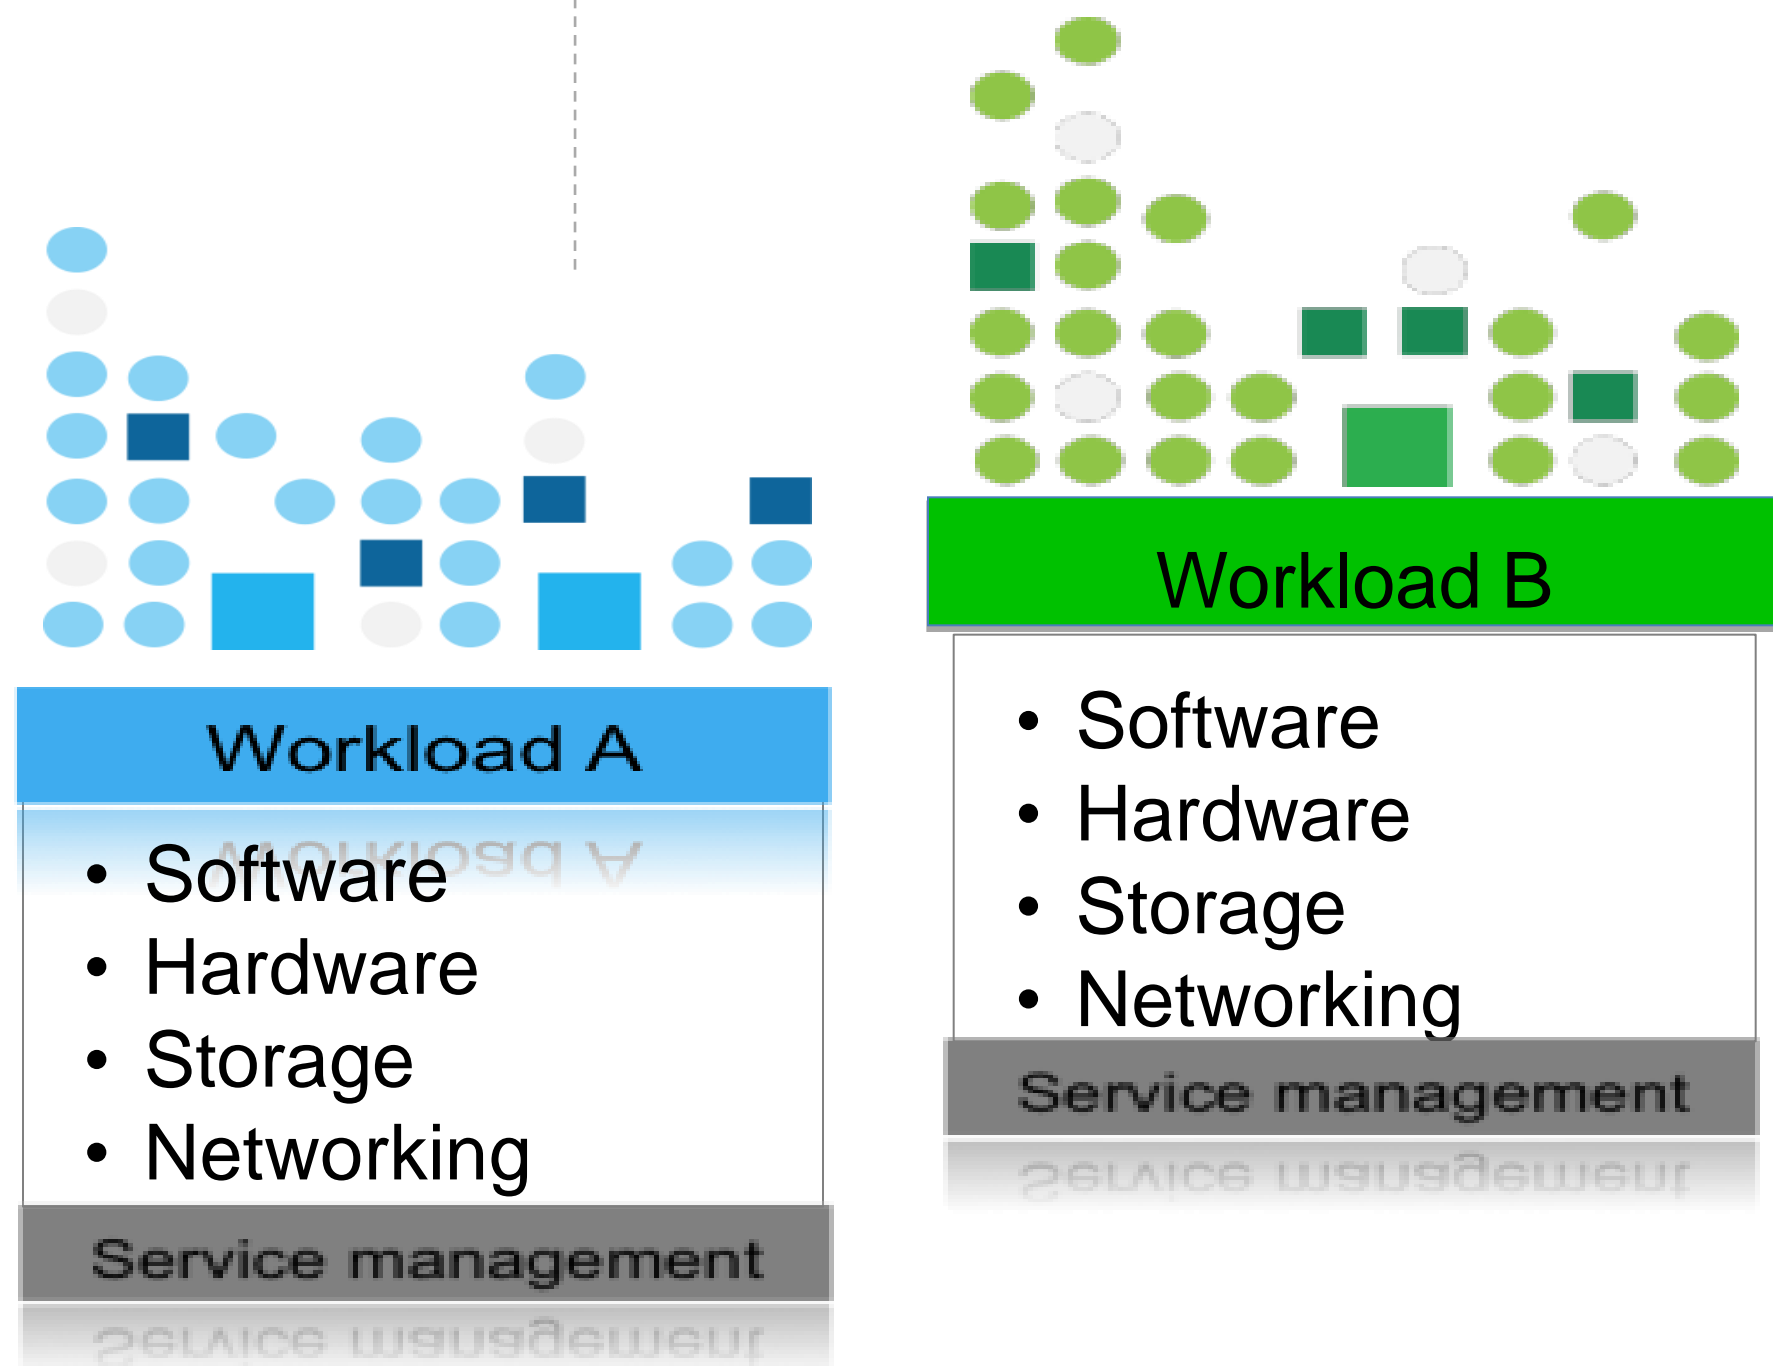 Workload A
• Software
• Hardware
• Storage
• Networking
Service management
Workload B
• Software
• Hardware
• Storage
• Networking
Service management